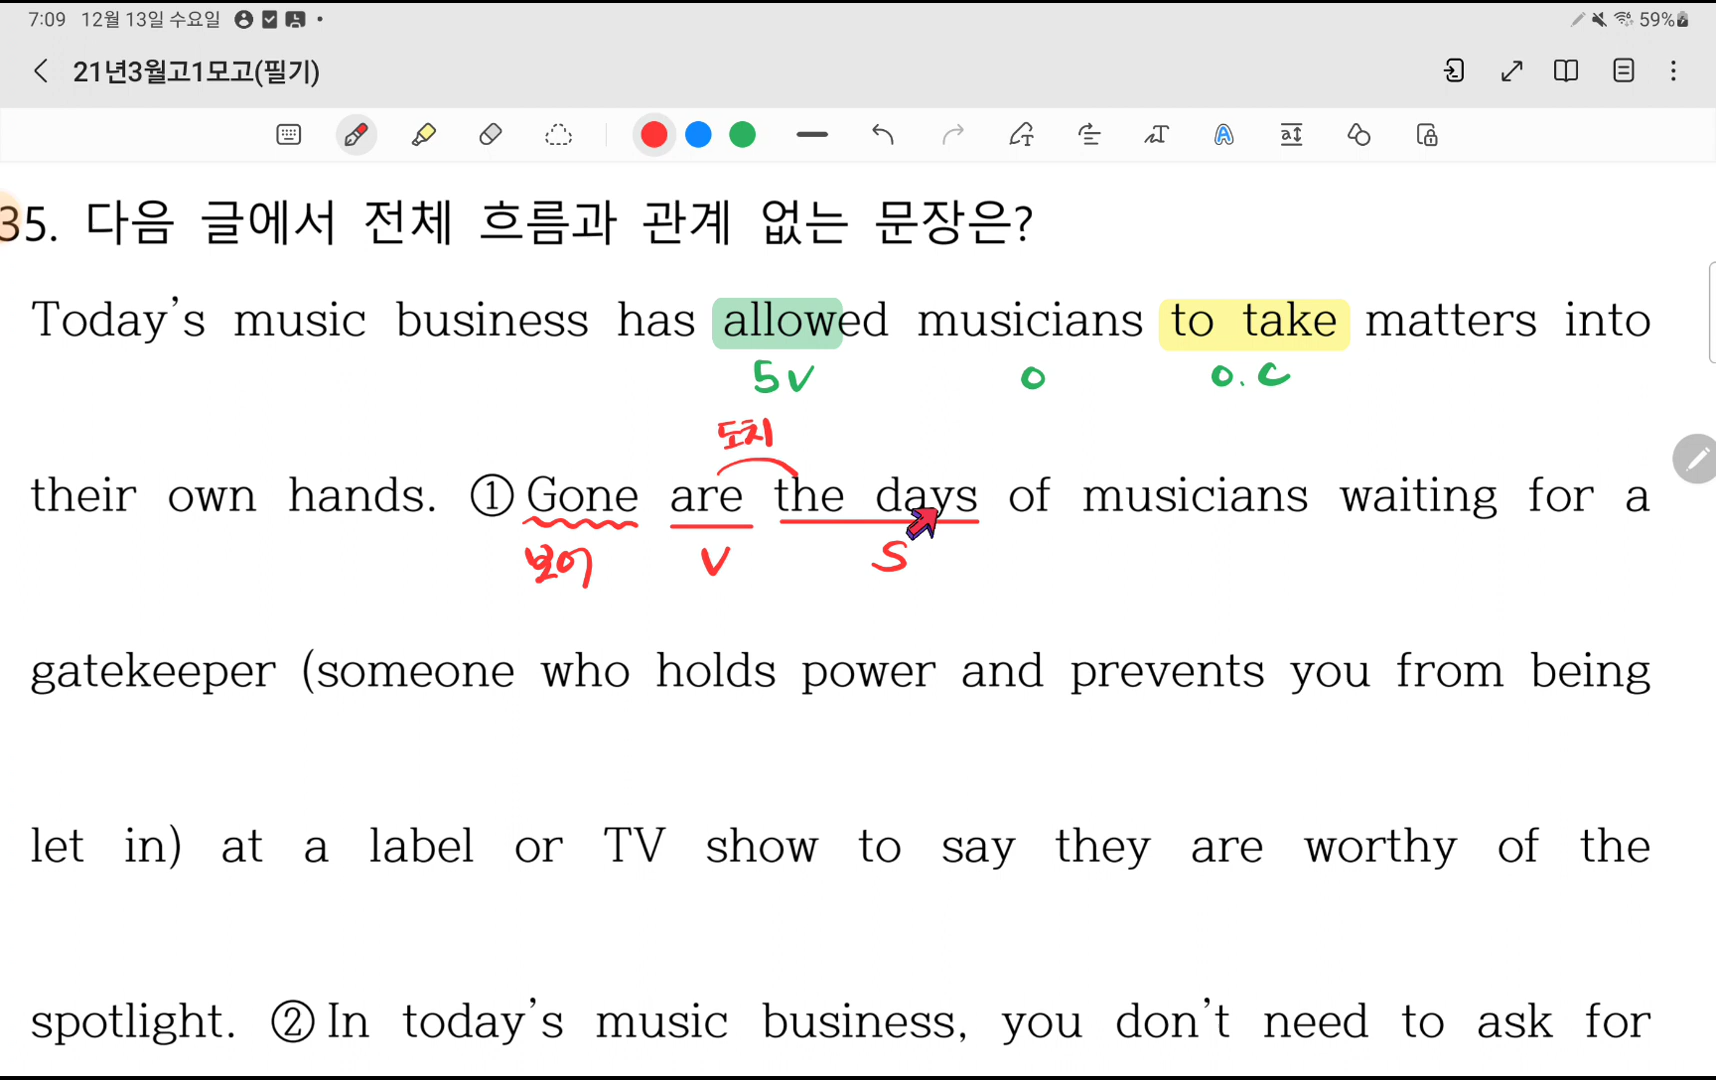 7:09 12월 13일 수요일 59%
21년3월고1모고(필기)
35. 다음 글에서 전체 흐름과 관계 없는 문장은?
Today's music business has allowed musicians to take matters into
5V O O.C
도치
their own hands. ① Gone are the days of musicians waiting for a
보어 V S
gatekeeper (someone who holds power and prevents you from being
let in) at a label or TV show to say they are worthy of the
spotlight. ② In today's music business, you don't need to ask for